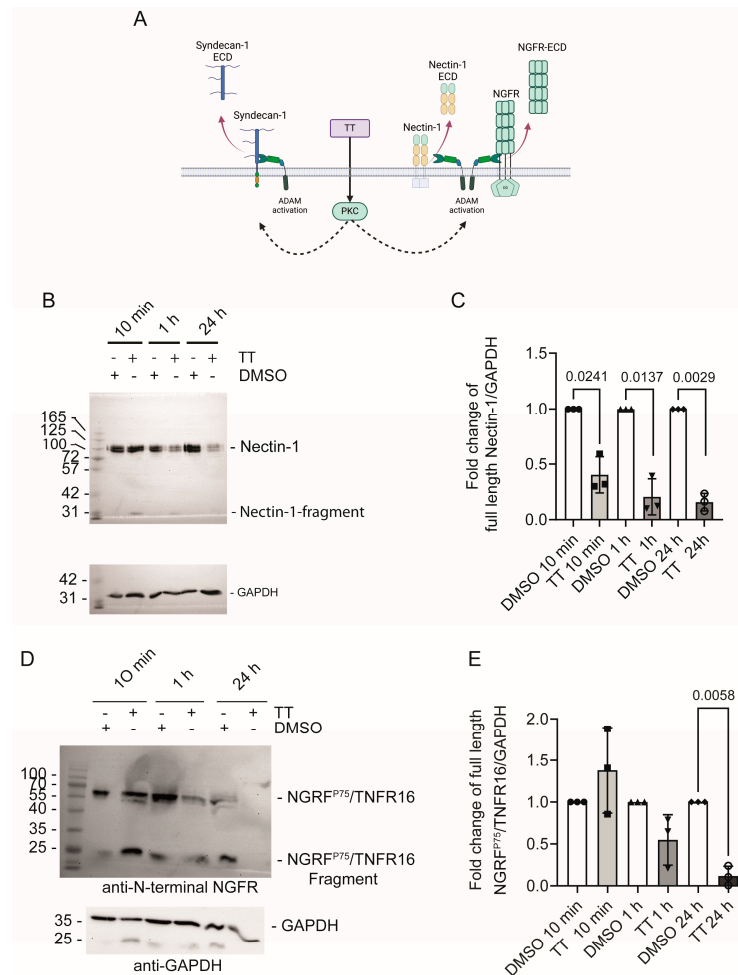 A
Syndecan-1
ECD
Syndecan-1
TT
Nectin-1
ECD
Nectin-1
NGFR-ECD
NGFR
DD
ADAM
activation
PKC
ADAM
activation
B
10 min 1 h 24 h
- + - + - + TT
+ - + - + - DMSO
165
125
100
72
57
42 -
31 -
- Nectin-1
- Nectin-1-fragment
42 -
31 -
- GAPDH
C
Fold change of
full length Nectin-1/GAPDH
1.5
1.0
0.5
0.0
0.0241 0.0137 0.0029
DMSO 10 min
TT 10 min
DMSO 1 h
TT 1h
DMSO 24 h
TT 24h
D
1O min 1 h 24 h
- + - + - + TT
+ - + - + - DMSO
100 -
70 -
55 -
40 -
35 -
25 -
- NGRFP75/TNFR16
- NGRFP75/TNFR16
Fragment
anti-N-terminal NGFR
35 -
25 -
- GAPDH
anti-GAPDH
E
Fold change of full length
NGRFP75/TNFR16/GAPDH
2.0
1.5
1.0
0.5
0.0
0.0058
DMSO 10 min
TT 10 min
DMSO 1 h
TT 1 h
DMSO 24 h
TT 24 h